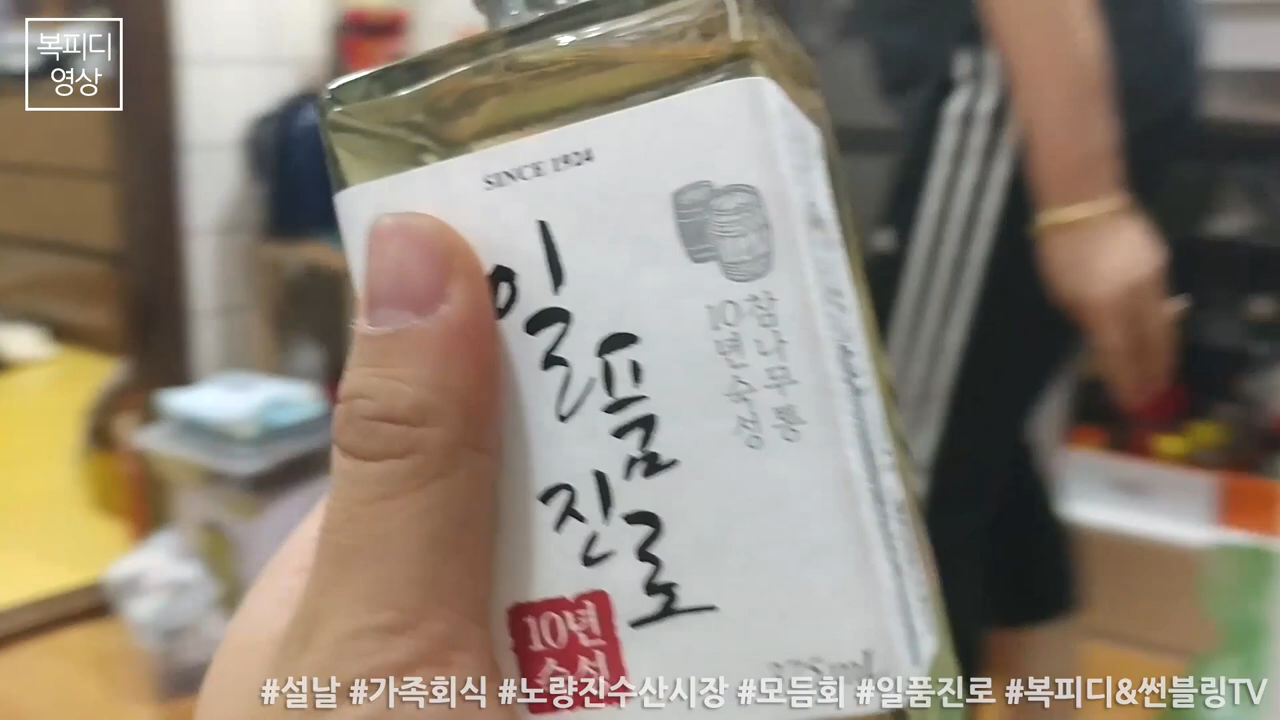 복피디
영상
SINCE 1924
일품
진로
참나무통
10년숙성
10년
숙성
#설날 #가족회식 #노량진수산시장 #모듬회 #일품진로 #복피디&썬블링TV